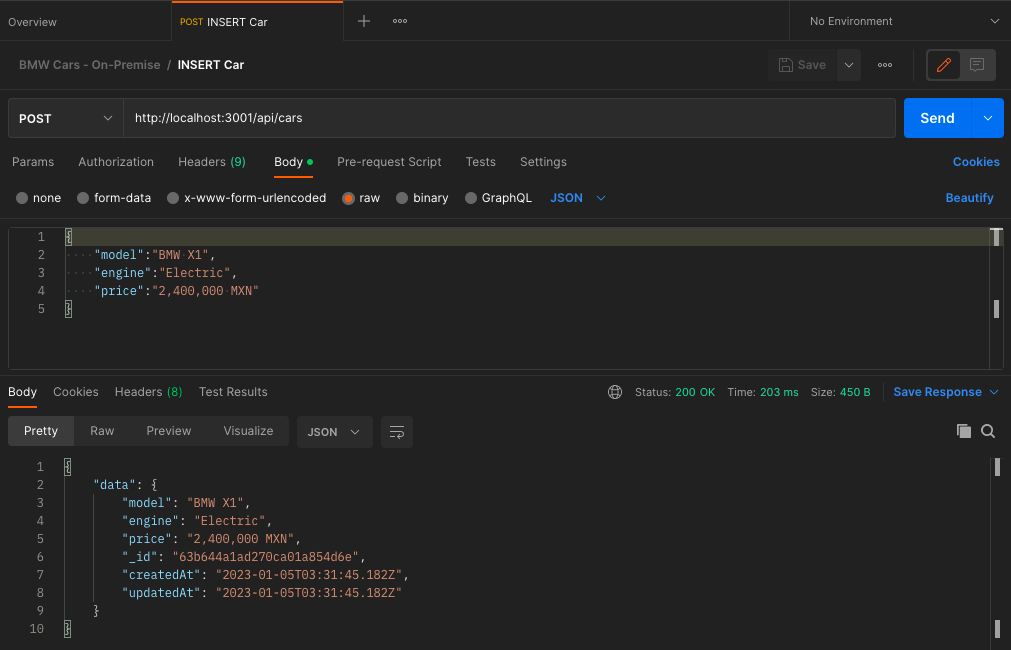 Overview
POST INSERT Car
No Environment
BMW Cars - On-Premise / INSERT Car
Save
POST
http://localhost:3001/api/cars
Send
Params Authorization Headers (9) Body Pre-request Script Tests Settings Cookies
none form-data x-www-form-urlencoded raw binary GraphQL JSON Beautify
1 {
2 "model":"BMW X1",
3 "engine":"Electric",
4 "price":"2,400,000 MXN"
5 }
Body Cookies Headers (8) Test Results Status: 200 OK Time: 203 ms Size: 450 B Save Response
Pretty Raw Preview Visualize JSON
1 {
2 "data": {
3 "model": "BMW X1",
4 "engine": "Electric",
5 "price": "2,400,000 MXN",
6 "_id": "63b644a1ad270ca01a854d6e",
7 "createdAt": "2023-01-05T03:31:45.182Z",
8 "updatedAt": "2023-01-05T03:31:45.182Z"
9 }
10 }